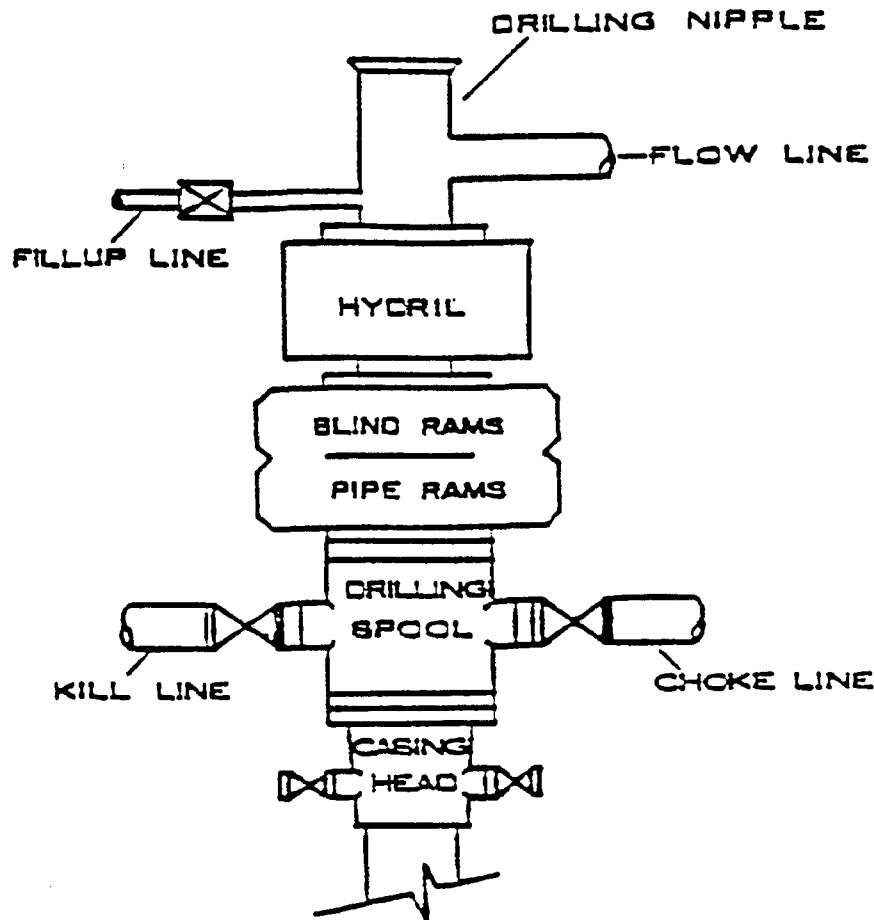 DRILLING NIPPLE
FLOW LINE
FILLUP LINE
HYDRIL
BLIND RAMS
PIPE RAMS
DRILLING
SPOOL
KILL LINE
CHOKE LINE
CASING
HEAD